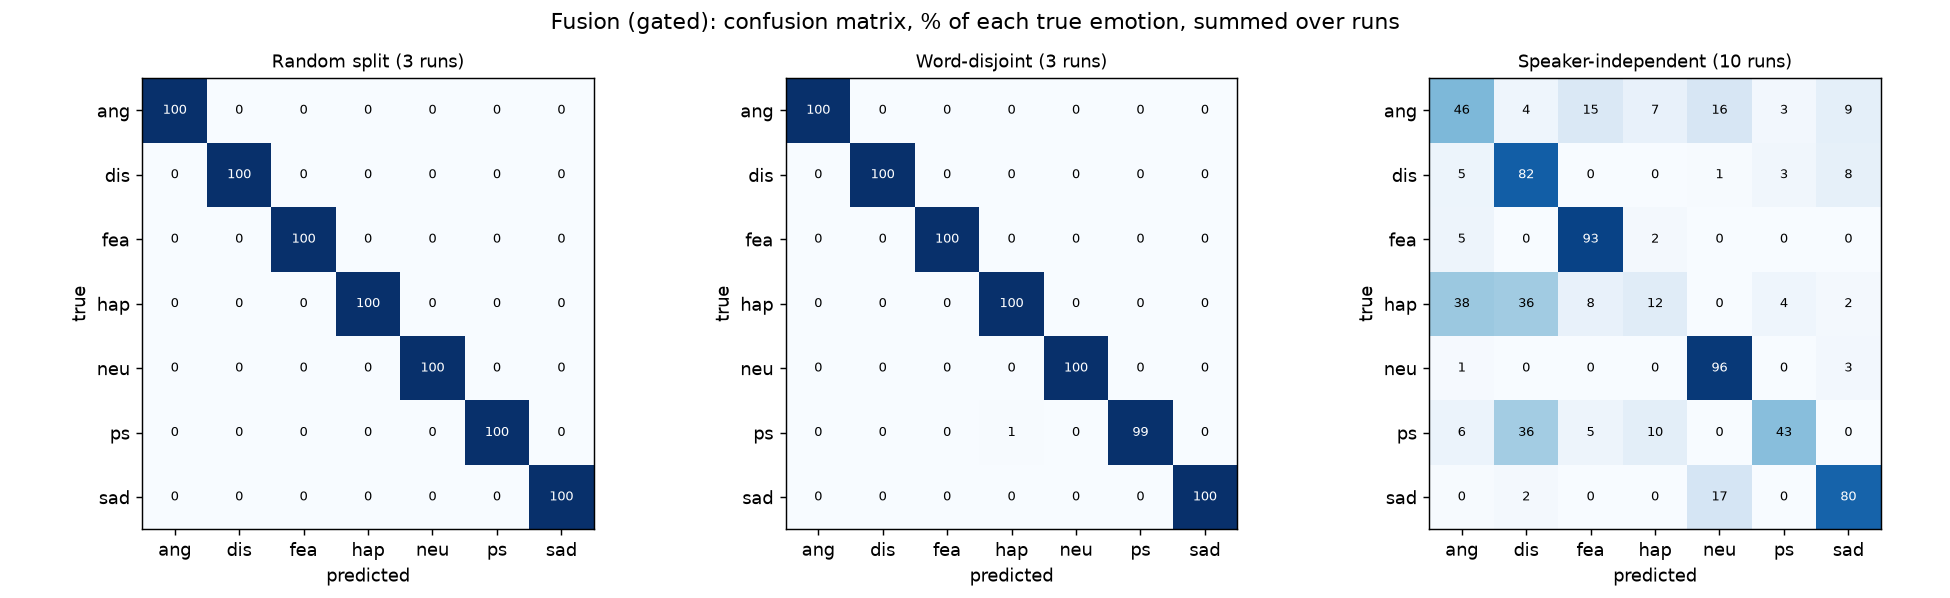 Fusion (gated): confusion matrix, % of each true emotion, summed over runs
Random split (3 runs)
ang 100 0 0 0 0 0 0
dis 0 100 0 0 0 0 0
fea 0 0 100 0 0 0 0
hap 0 0 0 100 0 0 0
neu 0 0 0 0 100 0 0
ps 0 0 0 0 0 100 0
sad 0 0 0 0 0 0 100
true
ang dis fea hap neu ps sad
predicted
Word-disjoint (3 runs)
ang 100 0 0 0 0 0 0
dis 0 100 0 0 0 0 0
fea 0 0 100 0 0 0 0
hap 0 0 0 100 0 0 0
neu 0 0 0 0 100 0 0
ps 0 0 0 1 0 99 0
sad 0 0 0 0 0 0 100
true
ang dis fea hap neu ps sad
predicted
Speaker-independent (10 runs)
ang 46 4 15 7 16 3 9
dis 5 82 0 0 1 3 8
fea 5 0 93 2 0 0 0
hap 38 36 8 12 0 4 2
neu 1 0 0 0 96 0 3
ps 6 36 5 10 0 43 0
sad 0 2 0 0 17 0 80
true
ang dis fea hap neu ps sad
predicted